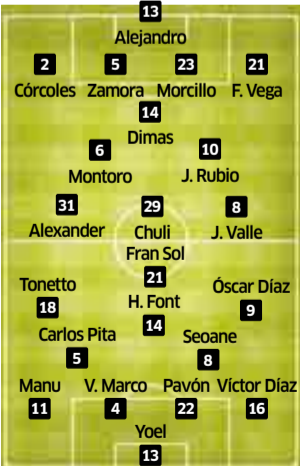 13
Alejandro
2 5 23 21
Córcoles Zamora Morcillo F. Vega
14
Dimas
6 10
Montoro J. Rubio
31 29 8
Alexander Chuli J. Valle
Fran Sol
21
Tonetto Óscar Díaz
H. Font
18 9
14
Carlos Pita Seoane
5 8
Manu V. Marco Pavón Víctor Díaz
11 4 22 16
Yoel
13